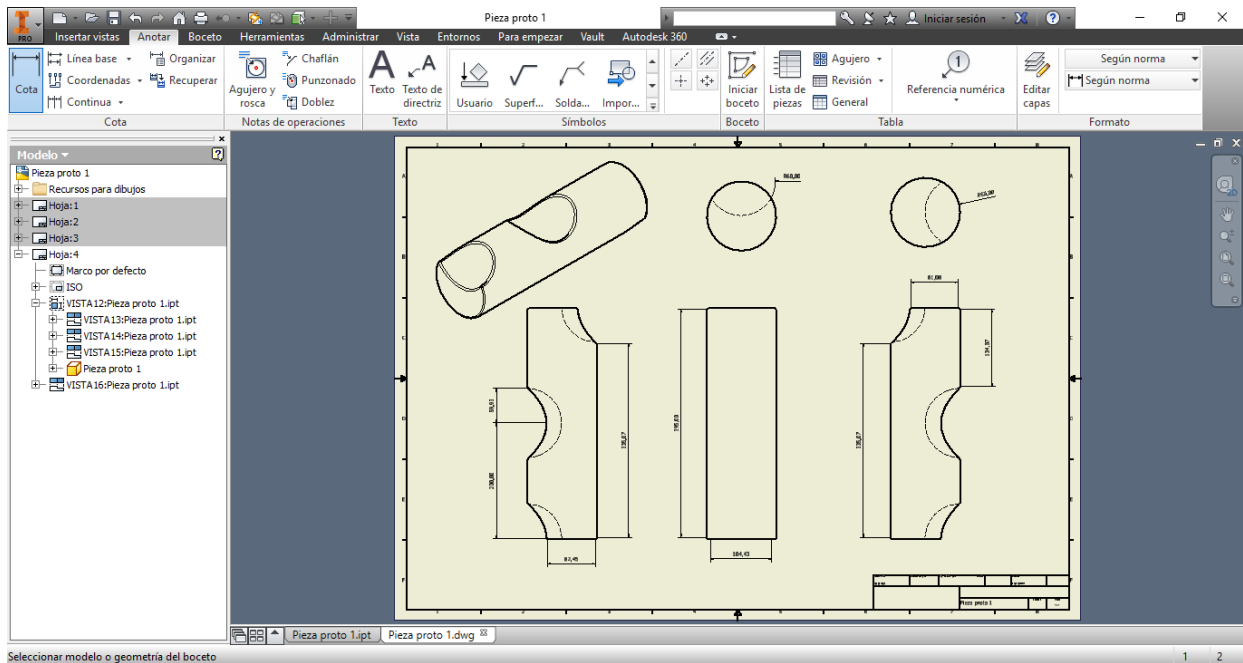 Pieza proto 1
Iniciar sesión
PRO
Insertar vistas Anotar Boceto Herramientas Administrar Vista Entornos Para empezar Vault Autodesk 360
Cota
Línea base
Coordenadas
Continua
Organizar
Recuperar
Cota
Agujero y rosca
Chaflán
Punzonado
Doblez
Notas de operaciones
Texto
Texto de directriz
Texto
Usuario
Superf...
Solda...
Impor...
Símbolos
Iniciar boceto
Boceto
Lista de piezas
Agujero
Revisión
General
1
Referencia numérica
Tabla
Editar capas
Según norma
Según norma
Formato
Modelo
Pieza proto 1
Recursos para dibujos
Hoja:1
Hoja:2
Hoja:3
Hoja:4
Marco por defecto
ISO
VISTA12:Pieza proto 1.ipt
VISTA13:Pieza proto 1.ipt
VISTA14:Pieza proto 1.ipt
VISTA15:Pieza proto 1.ipt
Pieza proto 1
VISTA16:Pieza proto 1.ipt
R60,00
Pieza proto 1
Pieza proto 1.ipt
Pieza proto 1.dwg
Seleccionar modelo o geometría del boceto
1 2